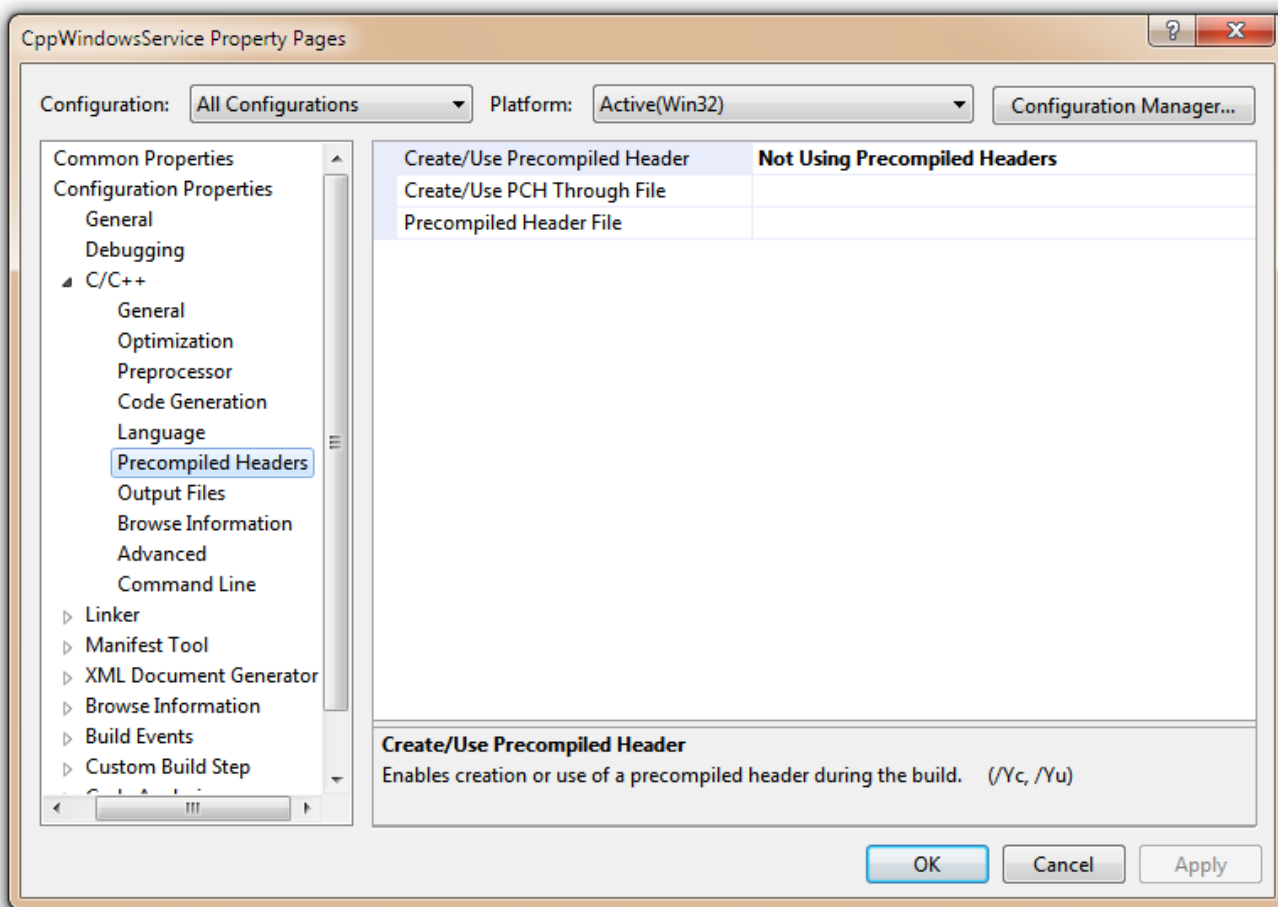 CppWindowsService Property Pages
Configuration: All Configurations Platform: Active(Win32) Configuration Manager...
Common Properties
Configuration Properties
General
Debugging
C/C++
General
Optimization
Preprocessor
Code Generation
Language
Precompiled Headers
Output Files
Browse Information
Advanced
Command Line
Linker
Manifest Tool
XML Document Generator
Browse Information
Build Events
Custom Build Step
Create/Use Precompiled Header Not Using Precompiled Headers
Create/Use PCH Through File
Precompiled Header File
Create/Use Precompiled Header
Enables creation or use of a precompiled header during the build. (/Yc, /Yu)
OK Cancel Apply